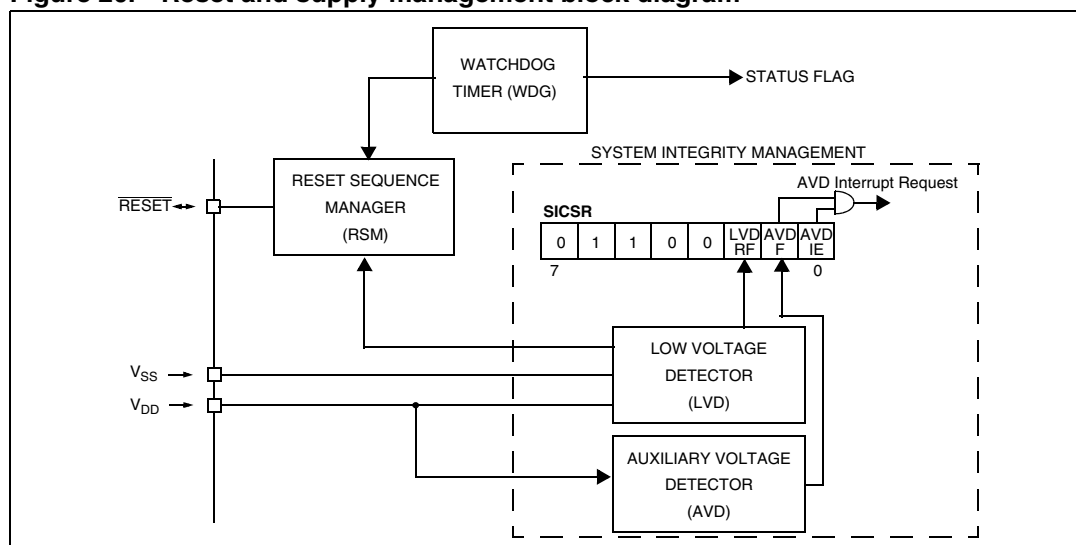 Reset and supply management block diagram
WATCHDOG
TIMER (WDG)
STATUS FLAG
SYSTEM INTEGRITY MANAGEMENT
RESET SEQUENCE
MANAGER
(RSM)
RESET
AVD Interrupt Request
SICSR
0 1 1 0 0 LVD RF AVD F AVD IE
7 0
LOW VOLTAGE
DETECTOR
(LVD)
VSS
VDD
AUXILIARY VOLTAGE
DETECTOR
(AVD)